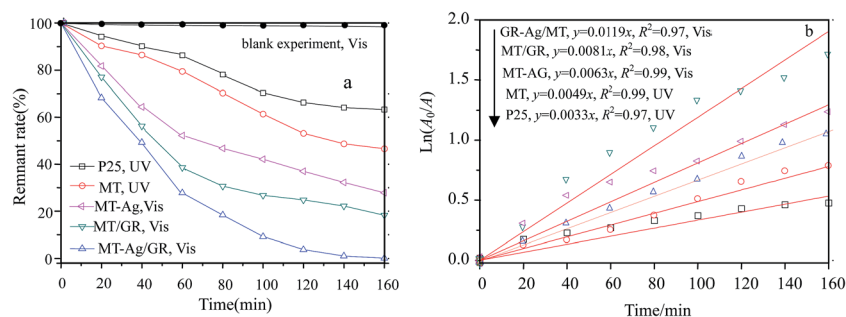 blank experiment, Vis
a
100
80
60
40
20
0
Remnant rate(%)
P25, UV
MT, UV
MT-Ag,Vis
MT/GR, Vis
MT-Ag/GR, Vis
0 20 40 60 80 100 120 140 160
Time(min)
b
GR-Ag/MT, y=0.0119x, R²=0.97, Vis
MT/GR, y=0.0081x, R²=0.98, Vis
MT-AG, y=0.0063x, R²=0.99, Vis
MT, y=0.0049x, R²=0.99, UV
P25, y=0.0033x, R²=0.97, UV
2.0
1.5
1.0
0.5
0.0
Ln(A₀/A)
0 20 40 60 80 100 120 140 160
Time/min